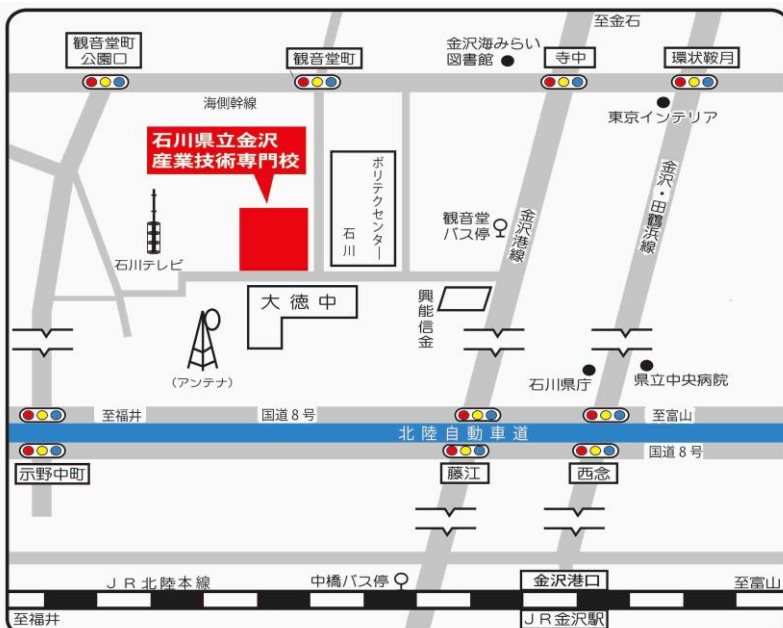 至金石
観音堂町
公園口
観音堂町
金沢海みらい
図書館
寺中
環状鞍月
海側幹線
東京インテリア
石川県立金沢
産業技術専門校
ポリテクセンター
石川
金沢・田鶴浜線
金沢港線
観音堂
バス停
石川テレビ
大徳中
興能信金
(アンテナ)
石川県庁
県立中央病院
至福井
国道8号
至富山
北陸自動車道
国道8号
示野中町
藤江
西念
JR北陸本線
中橋バス停
金沢港口
至富山
至福井
JR金沢駅